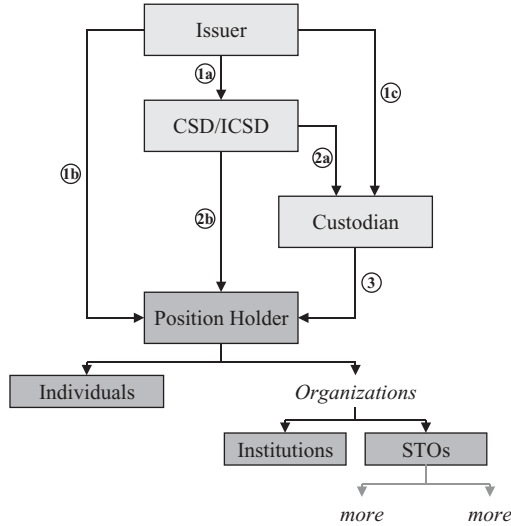 Issuer
1a
1c
CSD/ICSD
2a
1b
2b
Custodian
3
Position Holder
Individuals
Organizations
Institutions
STOs
more
more